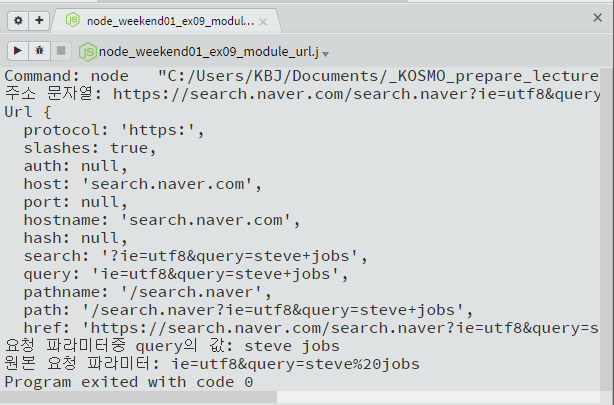 node_weekend01_ex09_module_url....
node_weekend01_ex09_module_url.j
Command: node   "C:/Users/KBJ/Documents/_KOSMO_prepare_lecture
주소 문자열: https://search.naver.com/search.naver?ie=utf8&query
Url {
  protocol: 'https:',
  slashes: true,
  auth: null,
  host: 'search.naver.com',
  port: null,
  hostname: 'search.naver.com',
  hash: null,
  search: '?ie=utf8&query=steve+jobs',
  query: 'ie=utf8&query=steve+jobs',
  pathname: '/search.naver',
  path: '/search.naver?ie=utf8&query=steve+jobs',
  href: 'https://search.naver.com/search.naver?ie=utf8&query=s
요청 파라미터중 query의 값: steve jobs
원본 요청 파라미터: ie=utf8&query=steve%20jobs
Program exited with code 0